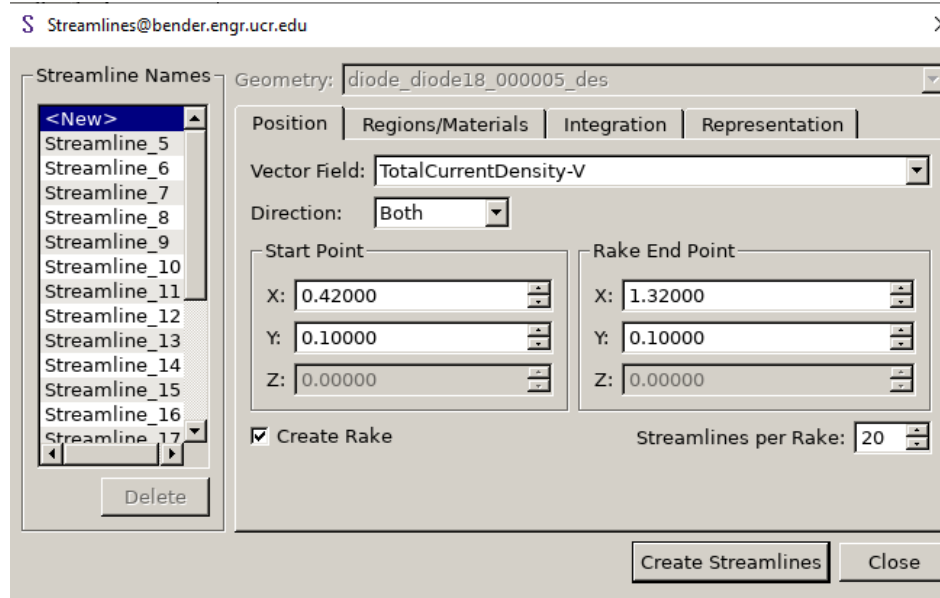 S Streamlines@bender.engr.ucr.edu
Streamline Names
<New>
Streamline_5
Streamline_6
Streamline_7
Streamline_8
Streamline_9
Streamline_10
Streamline_11
Streamline_12
Streamline_13
Streamline_14
Streamline_15
Streamline_16
Streamline_17
Delete
Geometry: diode_diode18_000005_des
Position Regions/Materials Integration Representation
Vector Field: TotalCurrentDensity-V
Direction: Both
Start Point
X: 0.42000
Y: 0.10000
Z: 0.00000
Rake End Point
X: 1.32000
Y: 0.10000
Z: 0.00000
Create Rake
Streamlines per Rake: 20
Create Streamlines Close